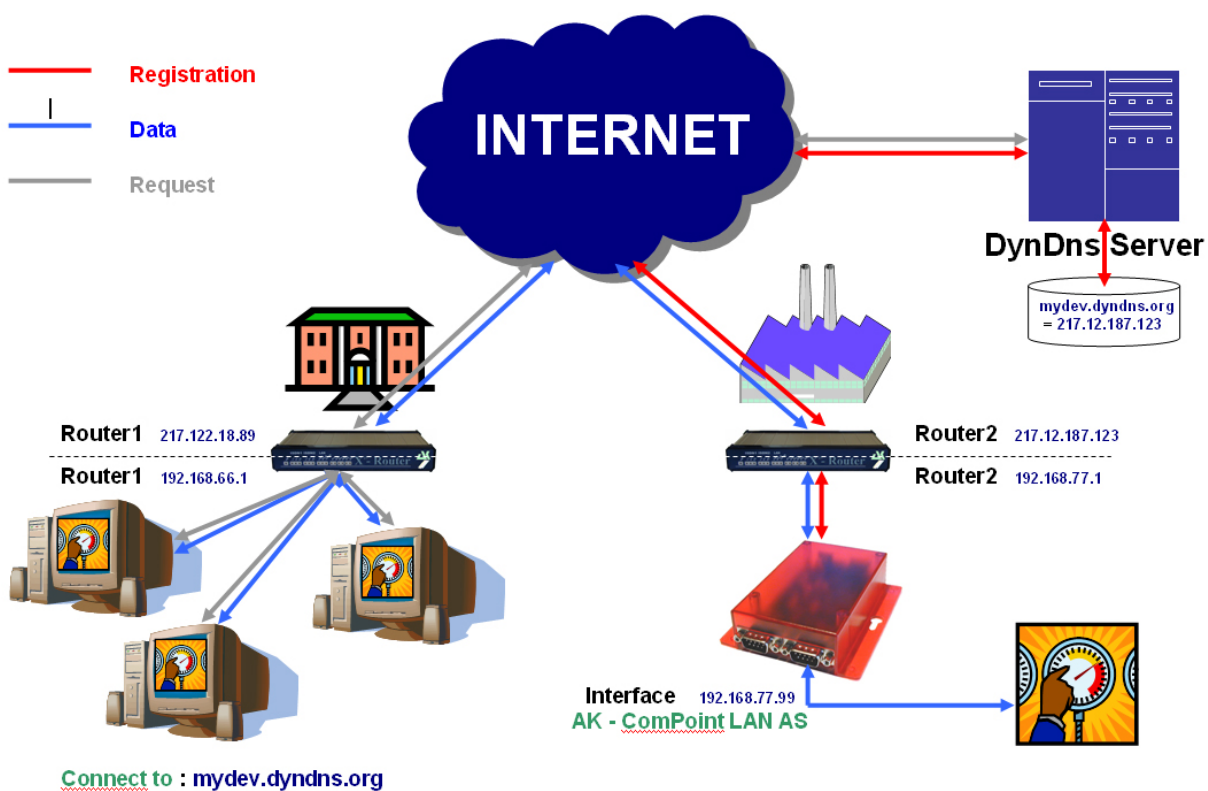 Registration
Data
Request
INTERNET
DynDns Server
mydev.dyndns.org
= 217.12.187.123
Router1 217.122.18.89
Router1 192.168.66.1
X - Router
Router2 217.12.187.123
Router2 192.168.77.1
X - Router
Interface 192.168.77.99
AK - ComPoint LAN AS
Connect to : mydev.dyndns.org